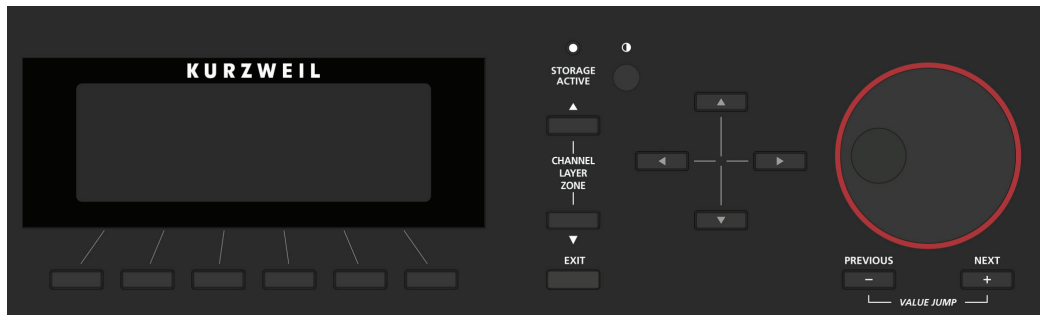 KURZWEIL
STORAGE
ACTIVE
CHANNEL
LAYER
ZONE
EXIT
PREVIOUS
NEXT
−
+
VALUE JUMP